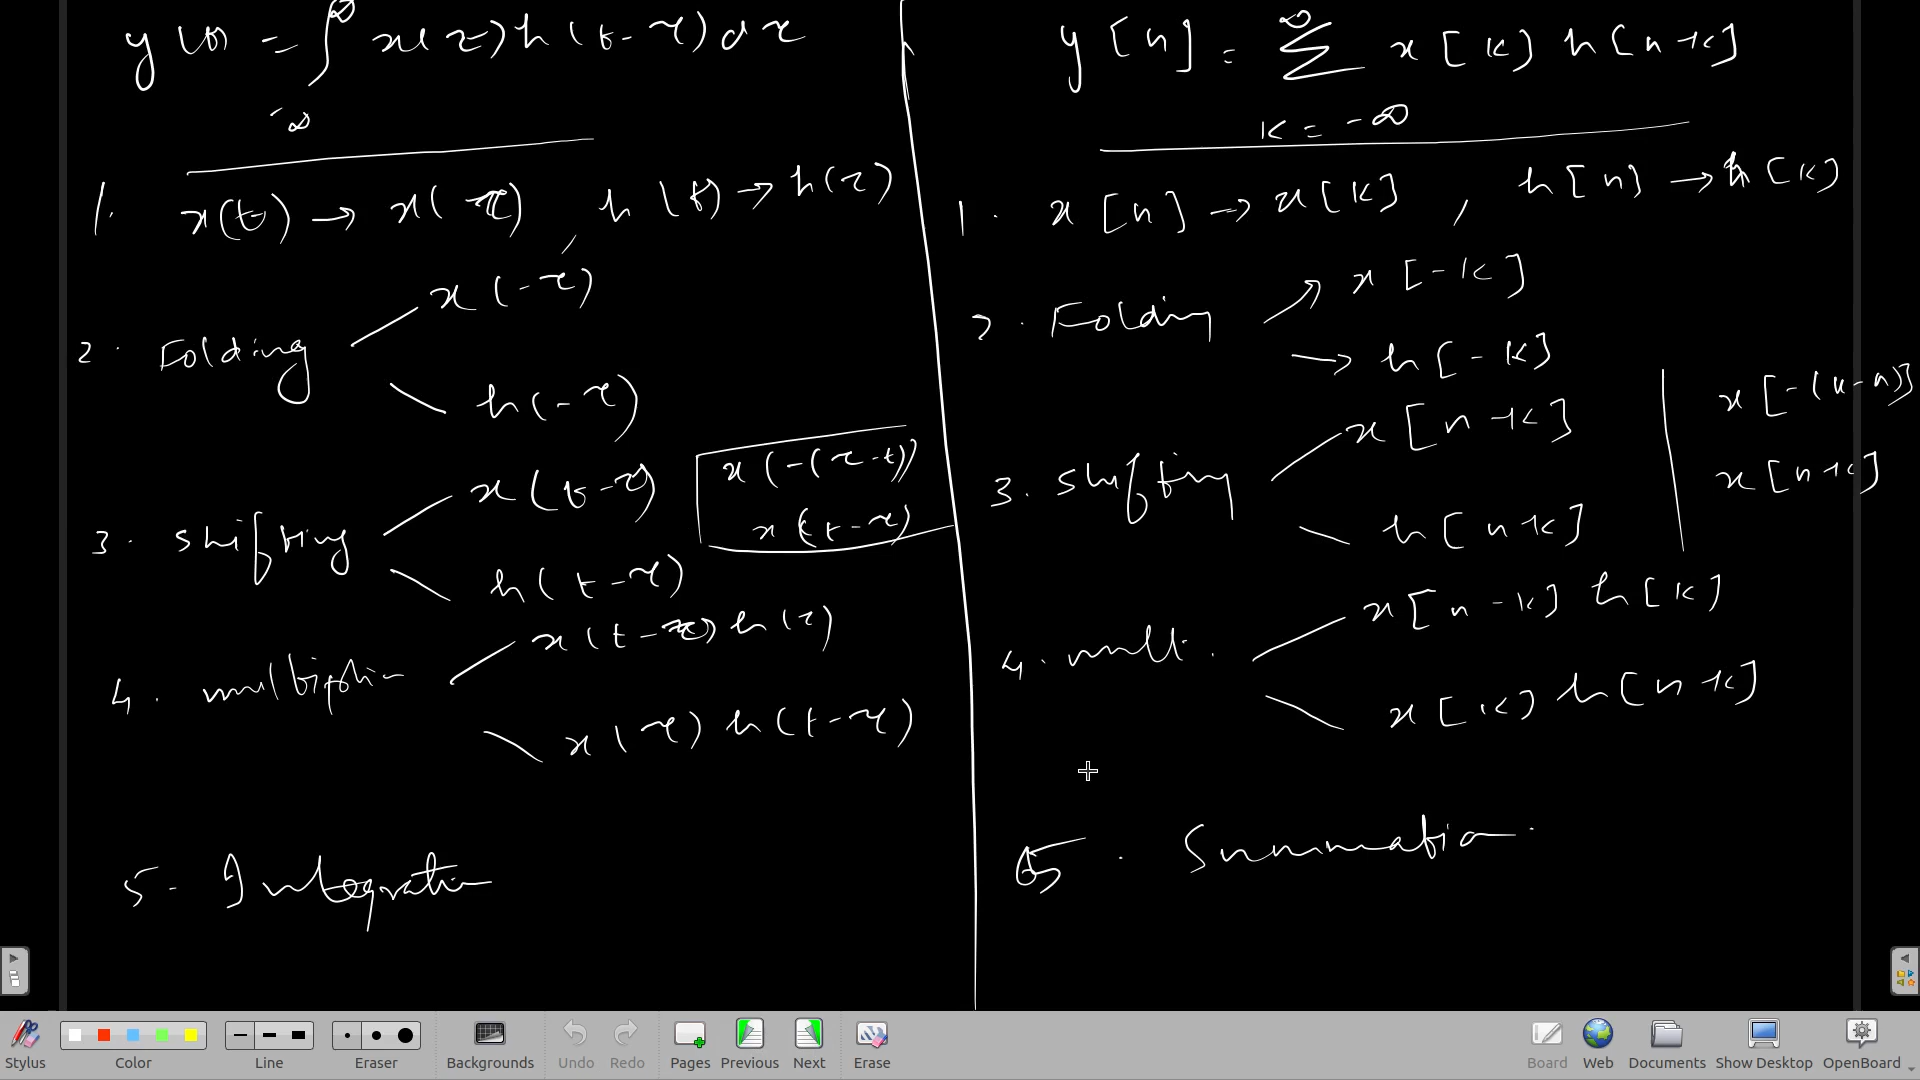 y(t) = ∫_{-∞}^{∞} x(τ) h(t-τ) dτ
1. x(t) → x(τ), h(t) → h(τ)
2. Folding
x(-τ)
h(-τ)
3. Shifting
x(t-τ)
h(t-τ)
x(-(τ-t))
x(t-τ)
4.
x(t-τ) h(τ)
x(τ) h(t-τ)
5. Integration
y[n] = ∑_{k=-∞}^{∞} x[k] h[n-k]
1. x[n] → x[k], h[n] → h[k]
2. Folding
x[-k]
h[-k]
3. Shifting
x[n-k]
h[n-k]
x[-(k-n)]
x[n-k]
4. mult.
x[n-k] h[k]
x[k] h[n-k]
5. Summation.
Stylus Color Line Eraser Backgrounds Undo Redo Pages Previous Next Erase Board Web Documents Show Desktop OpenBoard